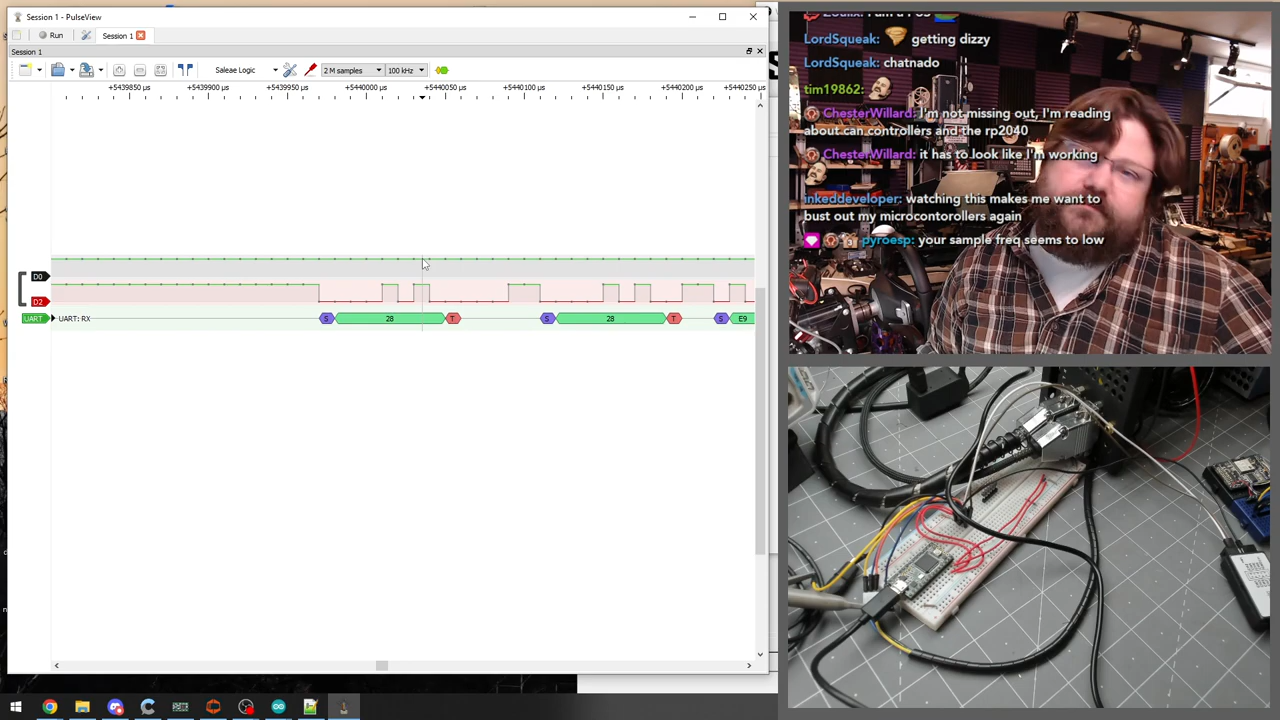 Session 1 - PulseView
Run
Session 1
Session 1
Saleae Logic
2 M samples
100 kHz
+5439850 µs
+5439900 µs
+5439950 µs
+5440000 µs
+5440050 µs
+5440100 µs
+5440150 µs
+5440200 µs
+5440250 µs
D0
D2
UART
UART: RX
S
28
T
S
28
T
S
E9
LordSqueak: getting dizzy
LordSqueak: chatnado
tim19862:
ChesterWillard: I'm not missing out, I'm reading
about can controllers and the rp2040
ChesterWillard: it has to look like I'm working
inkeddeveloper: watching this makes me want to
bust out my microcontorollers again
3 pyroesp: your sample freq seems to low